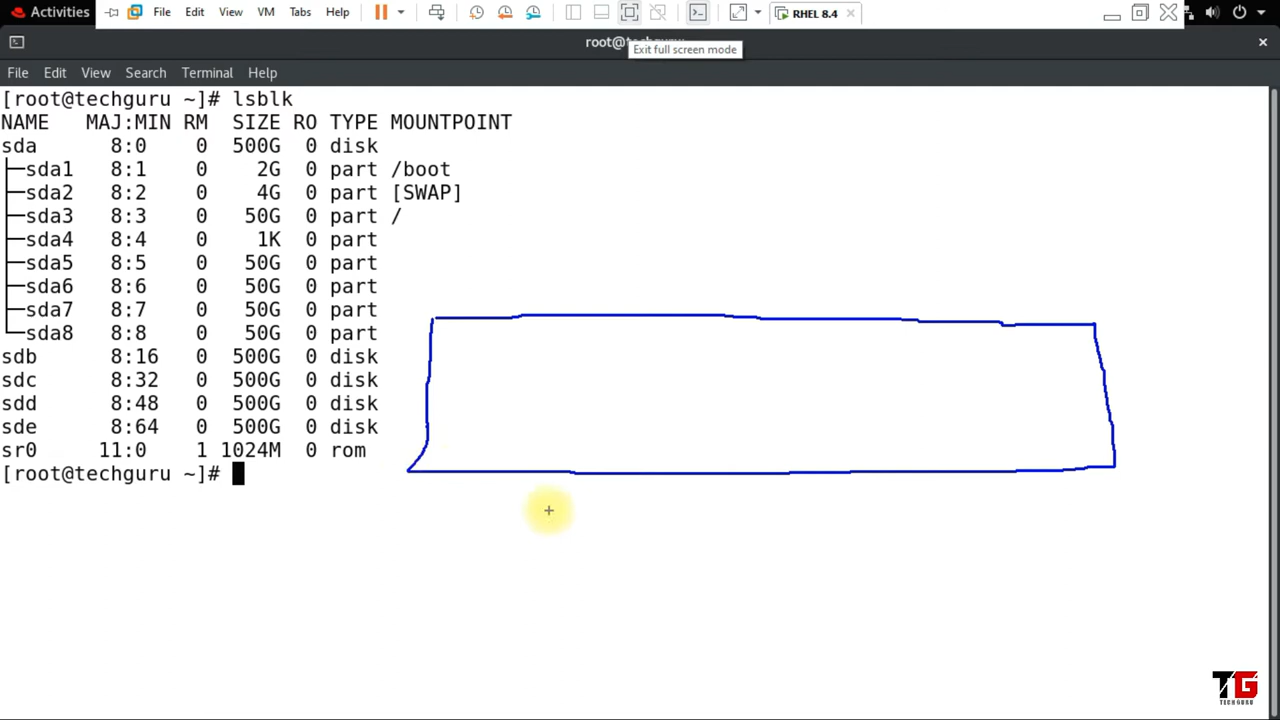 Activities File Edit View VM Tabs Help RHEL 8.4
Exit full screen mode
File Edit View Search Terminal Help
[root@techguru ~]# lsblk
NAME MAJ:MIN RM SIZE RO TYPE MOUNTPOINT
sda 8:0 0 500G 0 disk
├─sda1 8:1 0 2G 0 part /boot
├─sda2 8:2 0 4G 0 part [SWAP]
├─sda3 8:3 0 50G 0 part /
├─sda4 8:4 0 1K 0 part
├─sda5 8:5 0 50G 0 part
├─sda6 8:6 0 50G 0 part
├─sda7 8:7 0 50G 0 part
└─sda8 8:8 0 50G 0 part
sdb 8:16 0 500G 0 disk
sdc 8:32 0 500G 0 disk
sdd 8:48 0 500G 0 disk
sde 8:64 0 500G 0 disk
sr0 11:0 1 1024M 0 rom
[root@techguru ~]#
TG
TECH GURU